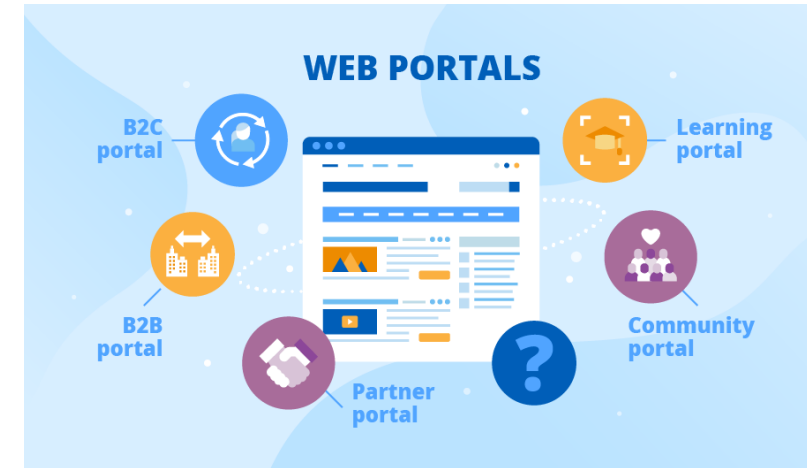 WEB PORTALS
B2C
portal
Learning
portal
B2B
portal
Community
portal
Partner
portal
?